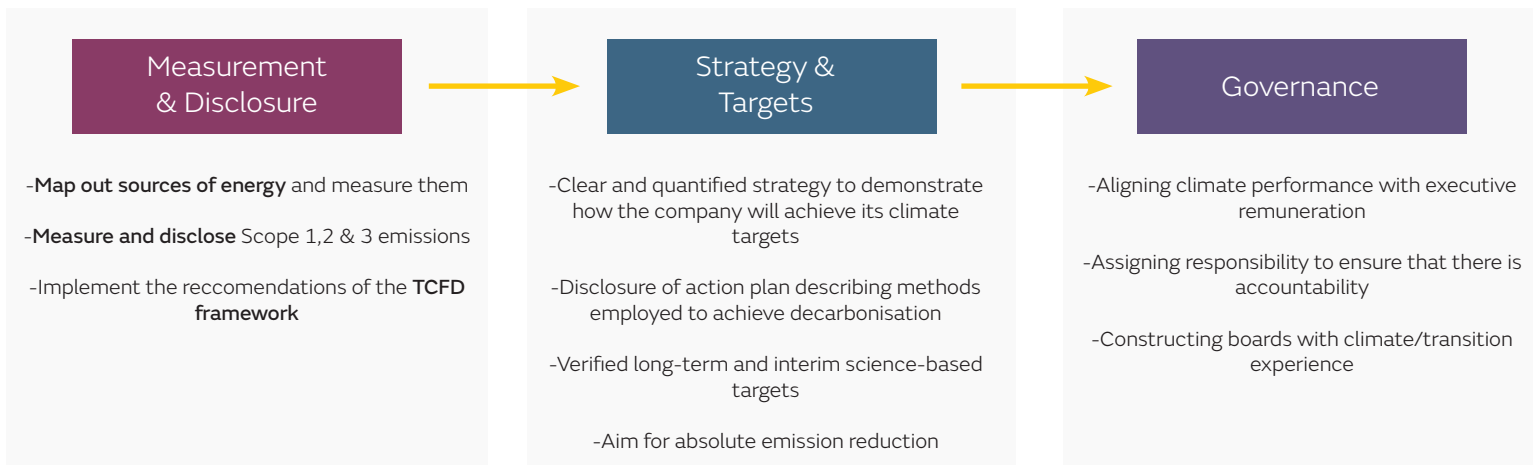 Measurement
& Disclosure
-Map out sources of energy and measure them
-Measure and disclose Scope 1,2 & 3 emissions
-Implement the reccomendations of the TCFD
framework
Strategy &
Targets
-Clear and quantified strategy to demonstrate
how the company will achieve its climate
targets
-Disclosure of action plan describing methods
employed to achieve decarbonisation
-Verified long-term and interim science-based
targets
-Aim for absolute emission reduction
Governance
-Aligning climate performance with executive
remuneration
-Assigning responsibility to ensure that there is
accountability
-Constructing boards with climate/transition
experience